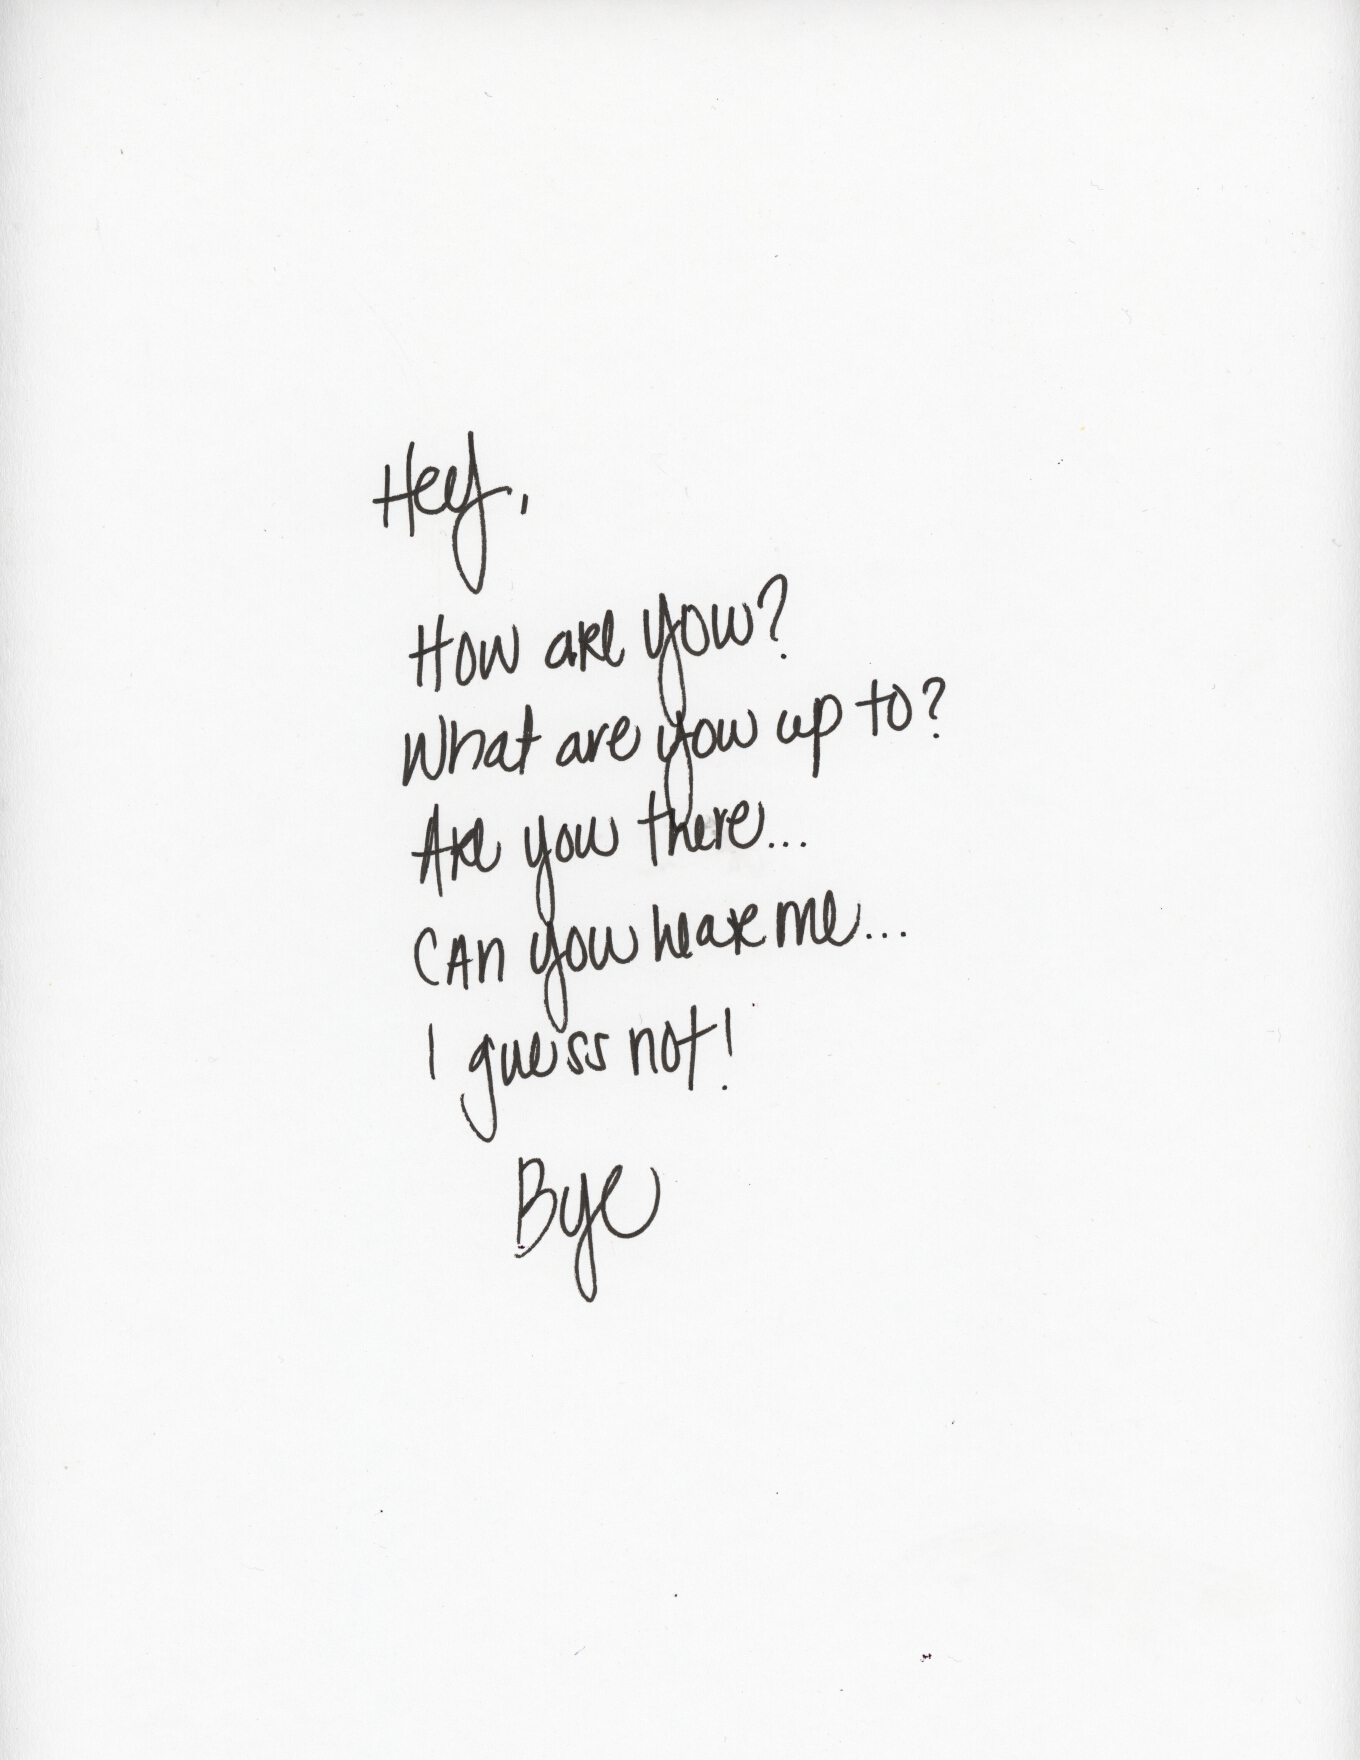 Hey,
How are you?
What are you up to?
Are you there...
Can you hear me...
I guess not!
Bye